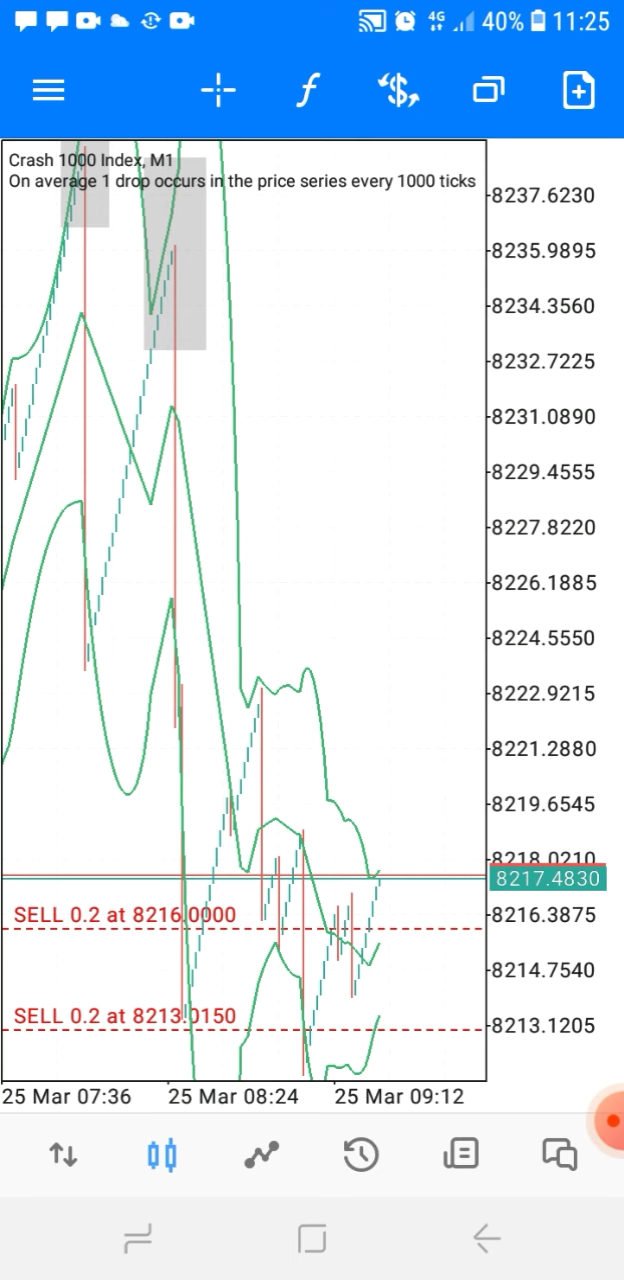 4G 40% 11:25
f $
Crash 1000 Index, M1
On average 1 drop occurs in the price series every 1000 ticks
8237.6230
8235.9895
8234.3560
8232.7225
8231.0890
8229.4555
8227.8220
8226.1885
8224.5550
8222.9215
8221.2880
8219.6545
8218.0210
8217.4830
SELL 0.2 at 8216.0000
8216.3875
8214.7540
SELL 0.2 at 8213.0150
8213.1205
25 Mar 07:36 25 Mar 08:24 25 Mar 09:12